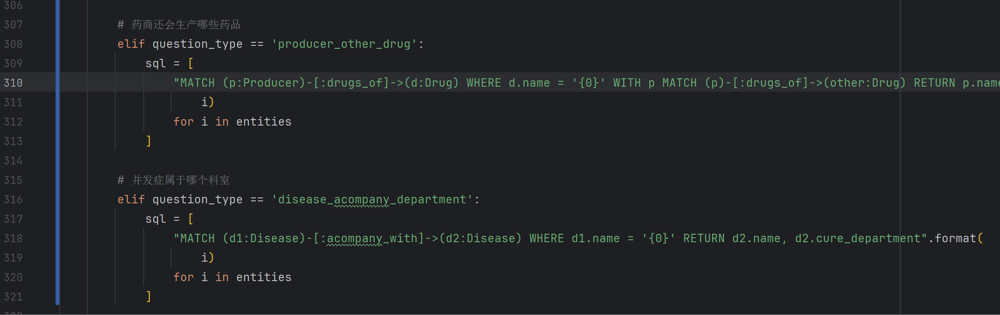 306
307 # 药商还会生产哪些药品
308 elif question_type == 'producer_other_drug':
309 sql = [
310 "MATCH (p:Producer)-[:drugs_of]->(d:Drug) WHERE d.name = '{0}' WITH p MATCH (p)-[:drugs_of]->(other:Drug) RETURN p.name
311 i)
312 for i in entities
313 ]
314
315 # 并发症属于哪个科室
316 elif question_type == 'disease_acompany_department':
317 sql = [
318 "MATCH (d1:Disease)-[:acompany_with]->(d2:Disease) WHERE d1.name = '{0}' RETURN d2.name, d2.cure_department".format(
319 i)
320 for i in entities
321 ]